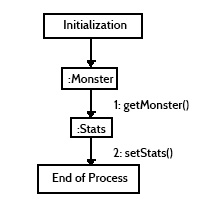 Initialization
:Monster
1: getMonster()
:Stats
2: setStats()
End of Process